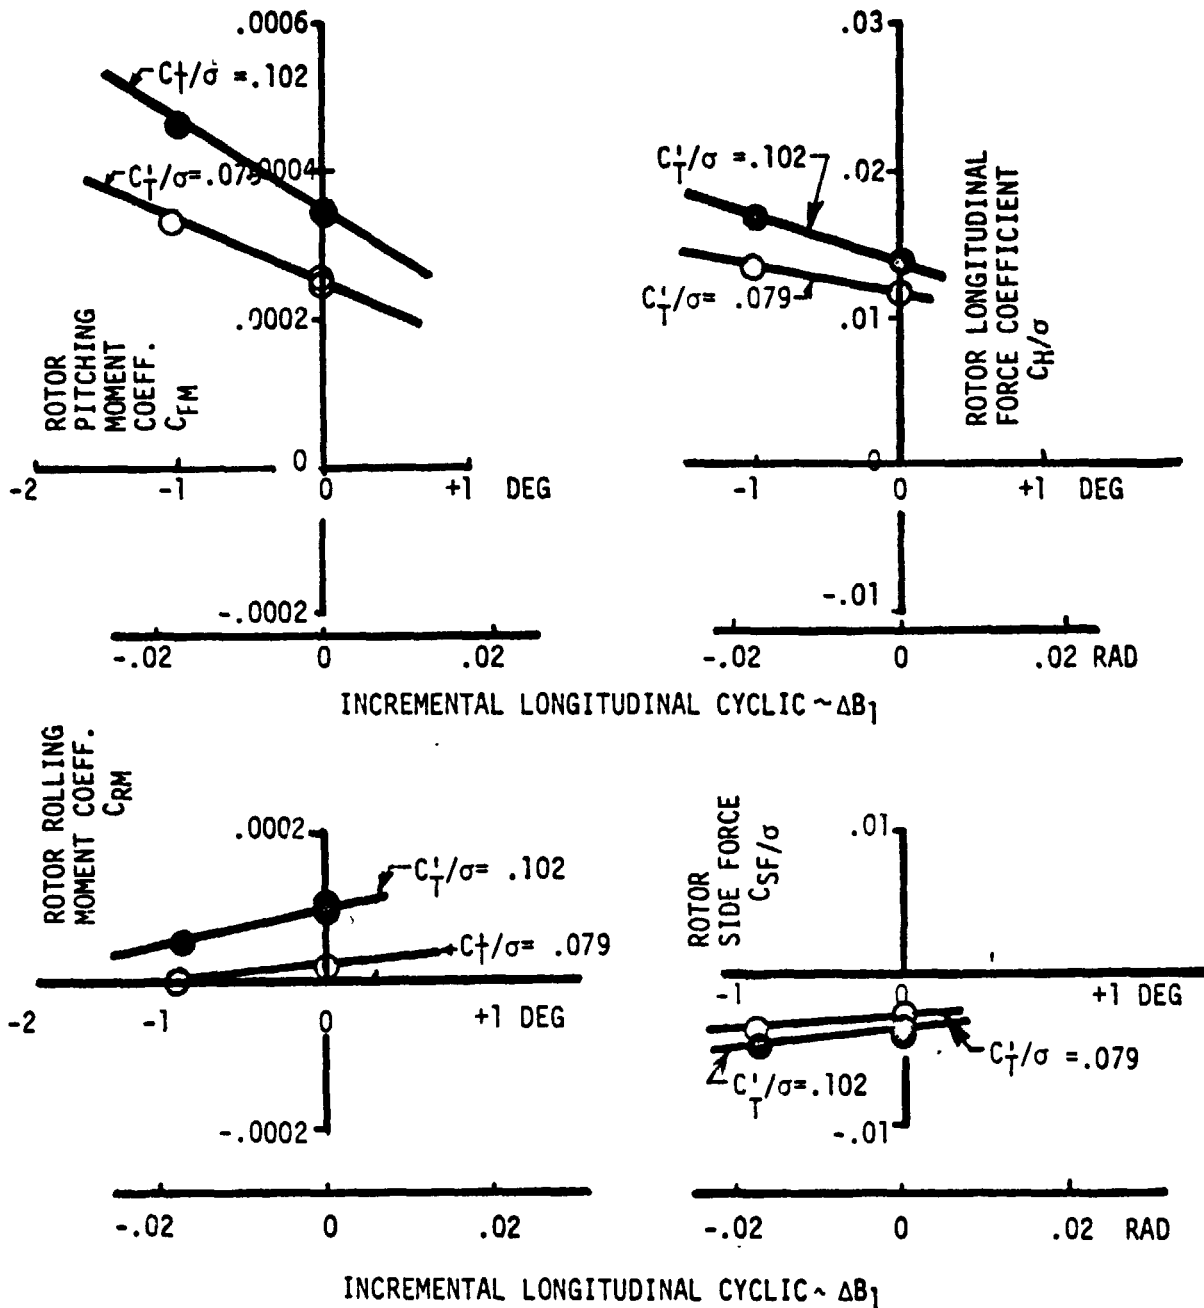 .0006
C'T/σ =.102
C'T/σ=.079
.0004
.0002
ROTOR
PITCHING
MOMENT
COEFF.
CFM
0
-2 -1 0 +1 DEG
-.0002
-.02 0 .02
.03
C'T/σ =.102
.02
C'T/σ= .079
.01
ROTOR LONGITUDINAL
FORCE COEFFICIENT
CH/σ
0
-1 0 +1 DEG
-.01
-.02 0 .02 RAD
INCREMENTAL LONGITUDINAL CYCLIC ~ ΔB1
ROTOR ROLLING
MOMENT COEFF.
CRM
.0002
C'T/σ= .102
C'T/σ= .079
-2 -1 0 +1 DEG
-.0002
-.02 0 .02
ROTOR
SIDE FORCE
CSF/σ
.01
-1 0 +1 DEG
C'T/σ =.079
C'T/σ=.102
-.01
-.02 0 .02 RAD
INCREMENTAL LONGITUDINAL CYCLIC ~ ΔB1